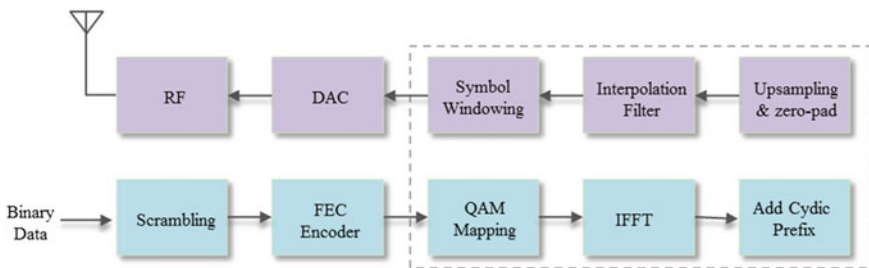 RF
DAC
Symbol
Windowing
Interpolation
Filter
Upsampling
& zero-pad
Binary
Data
Scrambling
FEC
Encoder
QAM
Mapping
IFFT
Add Cydic
Prefix